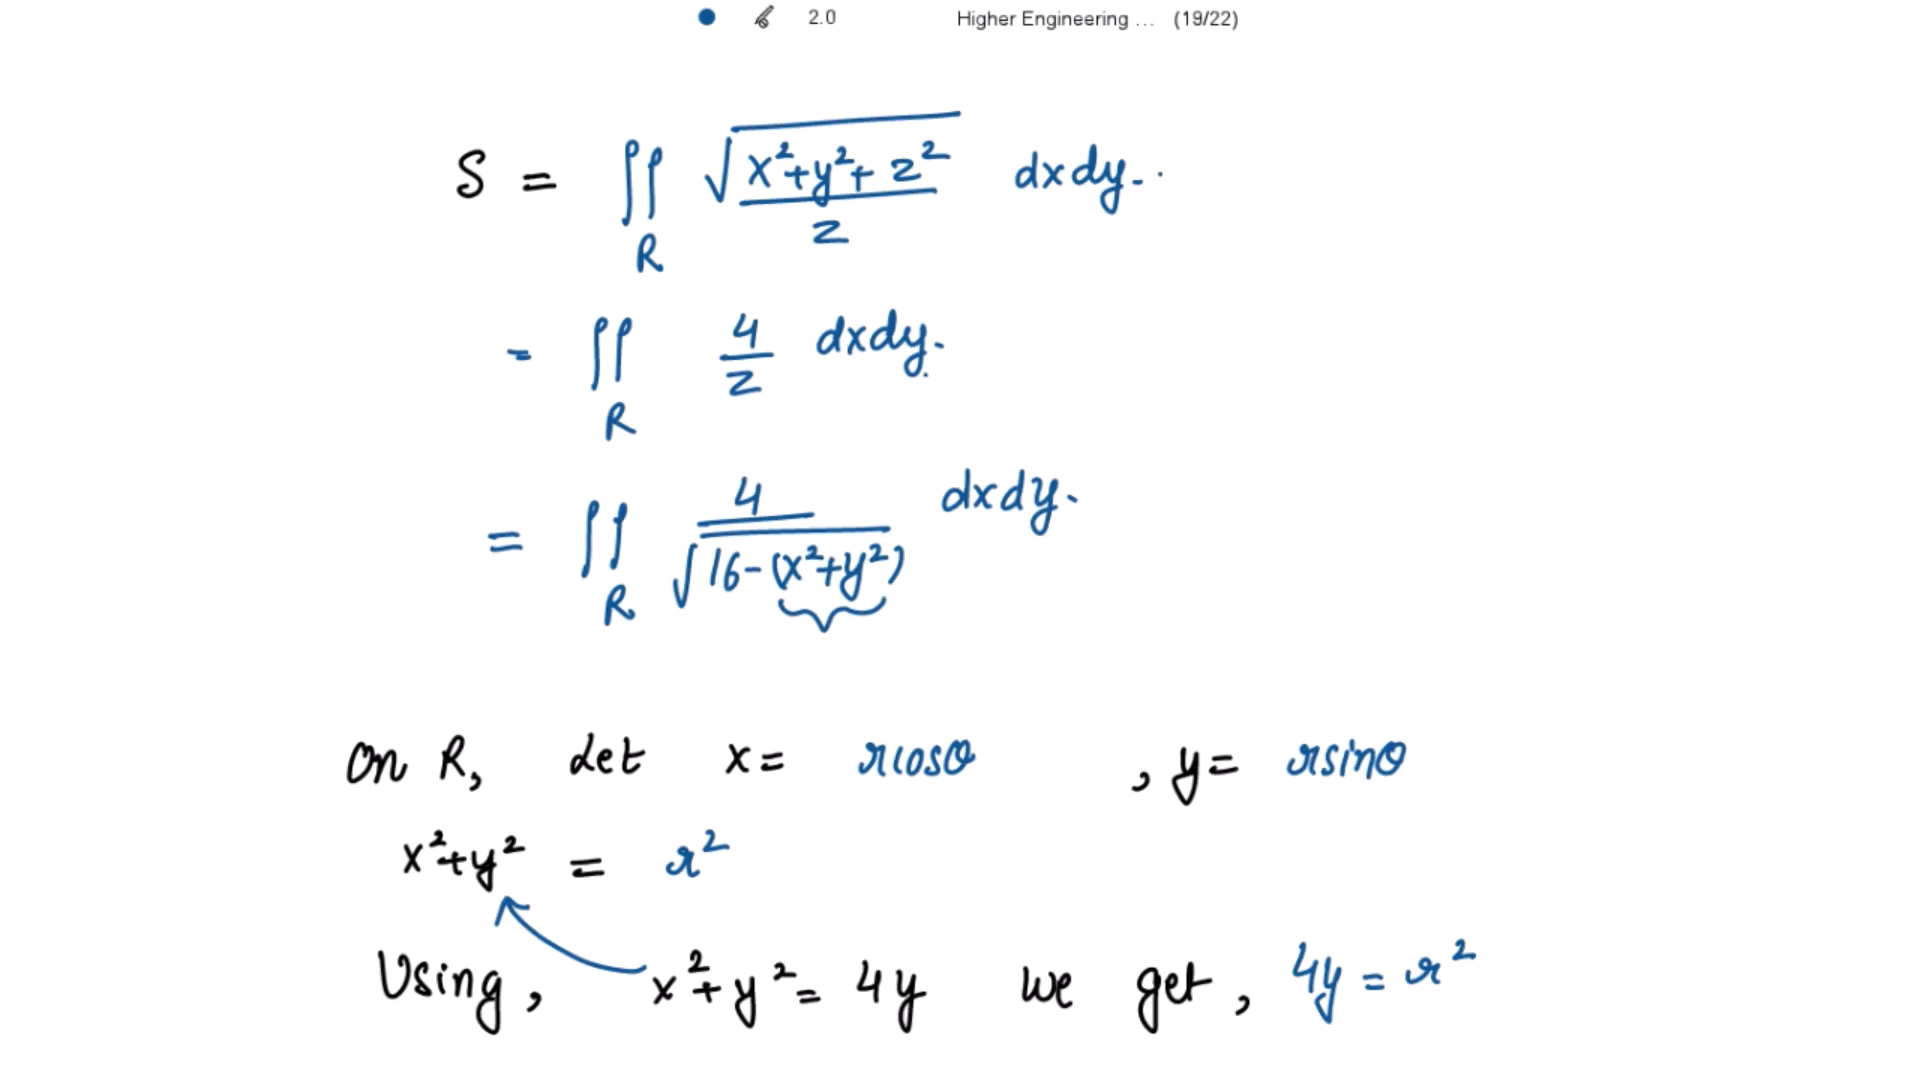 2.0 Higher Engineering ... (19/22)
S = ∬_R √(x²+y²+z²)/z dxdy.
= ∬_R 4/z dxdy.
= ∬_R 4/√(16-(x²+y²)) dxdy.
On R, Let x = rcosθ , y = rsinθ
x²+y² = r²
Using, x²+y² = 4y we get, 4y = r²